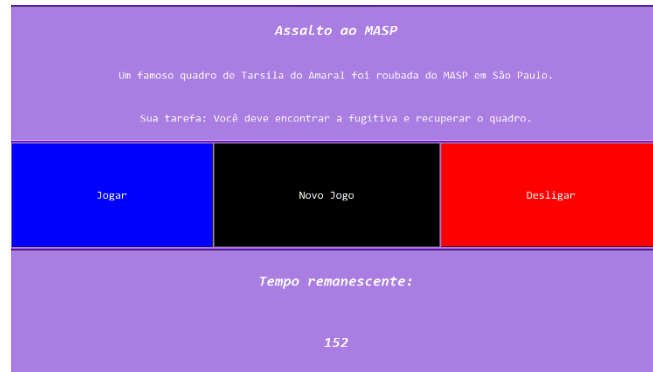 Assalto ao MASP
Um famoso quadro de Tarsila do Amaral foi roubada do MASP em São Paulo.
Sua tarefa: Você deve encontrar a fugitiva e recuperar o quadro.
Jogar
Novo Jogo
Desligar
Tempo remanescente:
152